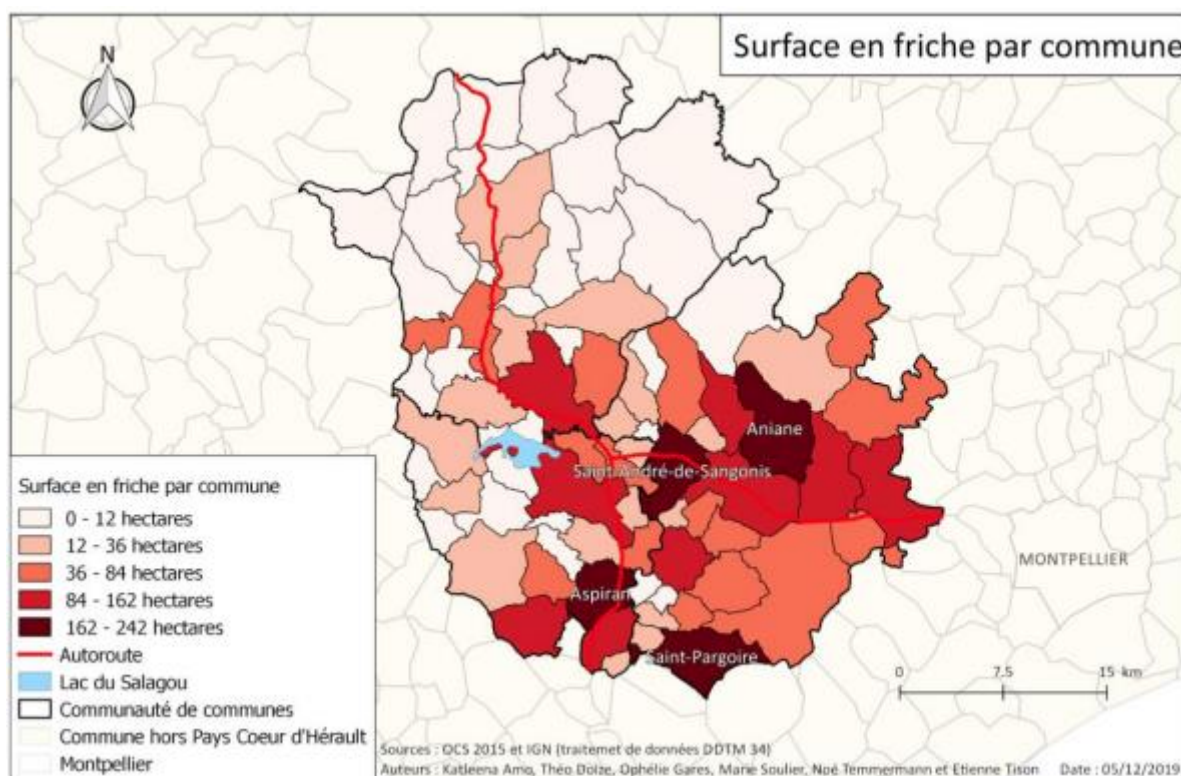 Surface en friche par commune
N
Aniane
Saint-André-de-Sangonis
MONTPELLIER
Aspiran
Saint-Pargoire
Surface en friche par commune
0 - 12 hectares
12 - 36 hectares
36 - 84 hectares
84 - 162 hectares
162 - 242 hectares
Autoroute
Lac du Salagou
Communauté de communes
Commune hors Pays Coeur d'Hérault
Montpellier
0 7,5 15 km
Sources : OCS 2015 et IGN (traitemet de données DDTM 34)
Auteurs : Katleena Amo, Théo Doize, Ophélie Gares, Marie Soulier, Noé Temmermann et Etienne Tison Date : 05/12/2019